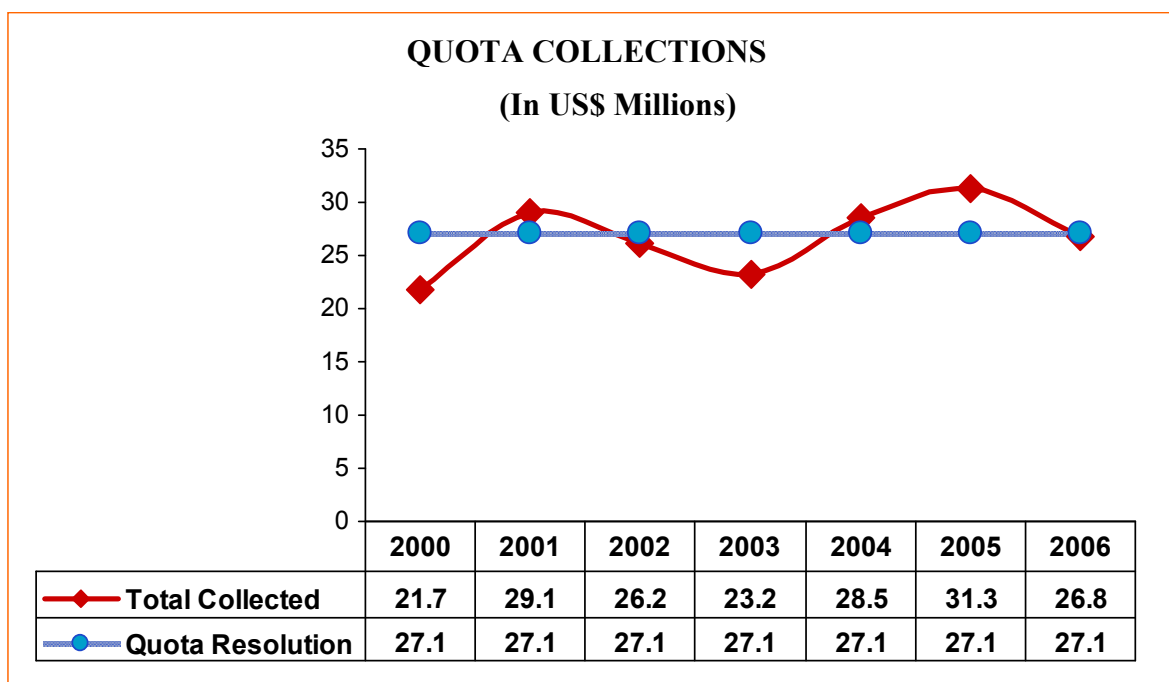 QUOTA COLLECTIONS
(In US$ Millions)
35
30
25
20
15
10
5
0
2000 2001 2002 2003 2004 2005 2006
Total Collected 21.7 29.1 26.2 23.2 28.5 31.3 26.8
Quota Resolution 27.1 27.1 27.1 27.1 27.1 27.1 27.1